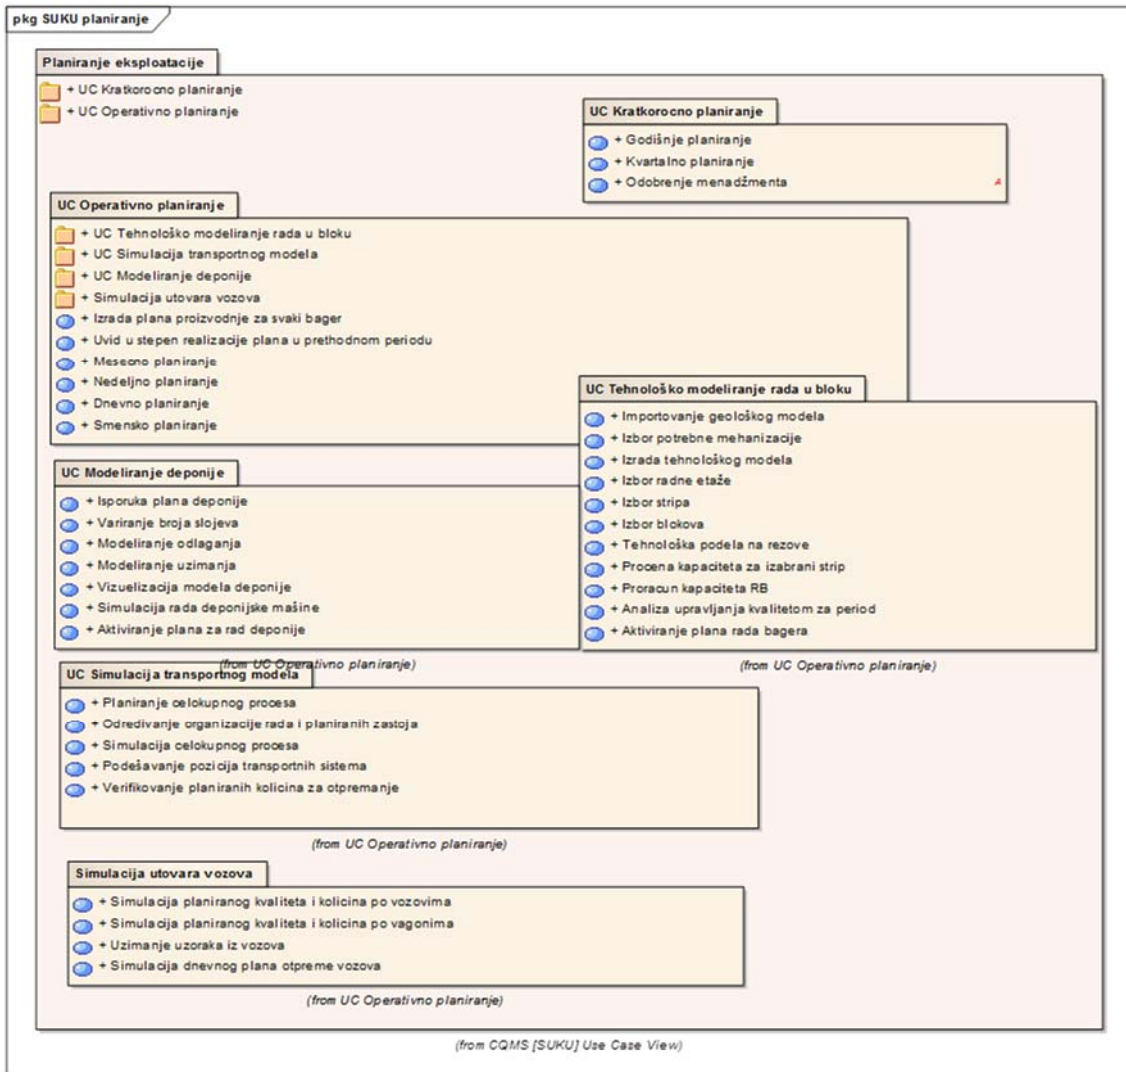 pkg SUKU planiranje
Planiranje eksploatacije
+ UC Kratkorocno planiranje
+ UC Operativno planiranje
UC Kratkorocno planiranje
+ Godišnje planiranje
+ Kvartalno planiranje
+ Odobrenje menadžmenta
UC Operativno planiranje
+ UC Tehnološko modeliranje rada u bloku
+ UC Simulacija transportnog modela
+ UC Modeliranje deponije
+ Simulacija utovara vozova
+ Izrada plana proizvodnje za svaki bager
+ Uvid u stepen realizacije plana u prethodnom periodu
+ Mesecno planiranje
+ Nedeljno planiranje
+ Dnevno planiranje
+ Smensko planiranje
UC Tehnološko modeliranje rada u bloku
+ Importovanje geološkog modela
+ Izbor potrebne mehanizacije
+ Izrada tehnološkog modela
+ Izbor radne etaže
+ Izbor stripa
+ Izbor blokova
+ Tehnološka podela na rezove
+ Procena kapaciteta za izabrani strip
+ Proracun kapaciteta RB
+ Analiza upravljanja kvalitetom za period
+ Aktiviranje plana rada bagera
(from UC Operativno planiranje)
UC Modeliranje deponije
+ Isporuka plana deponije
+ Variranje broja slojeva
+ Modeliranje odlaganja
+ Modeliranje uzimanja
+ Vizuelizacija modela deponije
+ Simulacija rada deponijske mašine
+ Aktiviranje plana za rad deponije
(from UC Operativno planiranje)
UC Simulacija transportnog modela
+ Planiranje celokupnog procesa
+ Odredivanje organizacije rada i planiranih zastoja
+ Simulacija celokupnog procesa
+ Podešavanje pozicija transportnih sistema
+ Verifikovanje planiranih kolicina za otpremanje
(from UC Operativno planiranje)
Simulacija utovara vozova
+ Simulacija planiranog kvaliteta i kolicina po vozovima
+ Simulacija planiranog kvaliteta i kolicina po vagonima
+ Uzimanje uzoraka iz vozova
+ Simulacija dnevnog plana otpreme vozova
(from UC Operativno planiranje)
(from CQMS [SUKU] Use Case View)